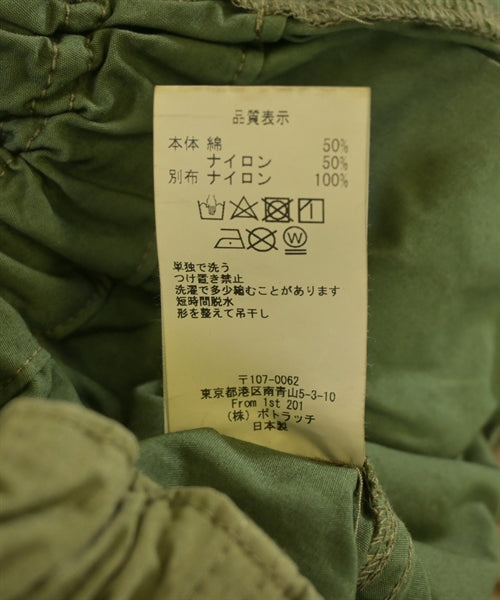 品質表示
本体 綿 50%
ナイロン 50%
別布 ナイロン 100%
W
単独で洗う
つけ置き禁止
洗濯で多少縮むことがあります
短時間脱水
形を整えて吊干し
〒107-0062
東京都港区南青山5-3-10
From 1st 201
(株) ポトラッチ
日本製